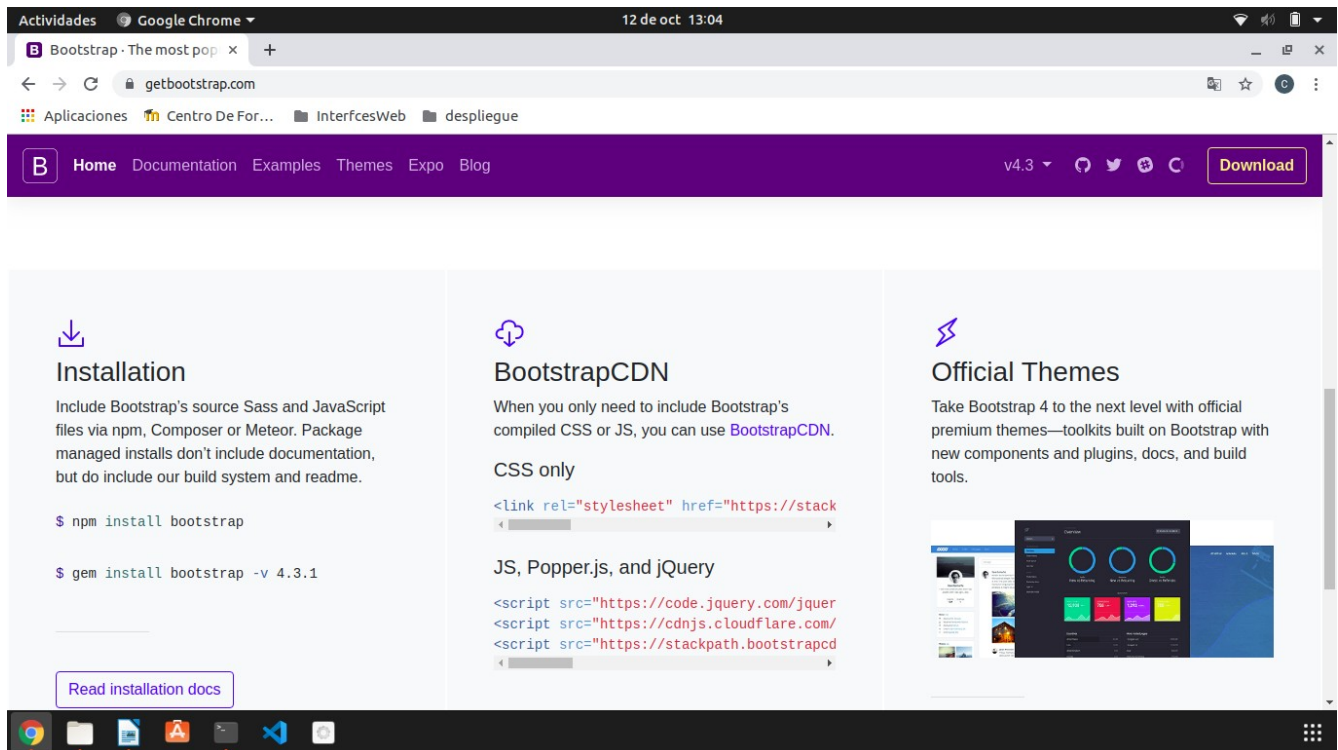 Actividades Google Chrome 12 de oct 13:04
Bootstrap · The most pop
getbootstrap.com
Aplicaciones Centro De For... InterfcesWeb despliegue
B Home Documentation Examples Themes Expo Blog v4.3 Download
Installation
Include Bootstrap's source Sass and JavaScript
files via npm, Composer or Meteor. Package
managed installs don't include documentation,
but do include our build system and readme.
$ npm install bootstrap
$ gem install bootstrap -v 4.3.1
Read installation docs
BootstrapCDN
When you only need to include Bootstrap's
compiled CSS or JS, you can use BootstrapCDN.
CSS only
<link rel="stylesheet" href="https://stack
JS, Popper.js, and jQuery
<script src="https://code.jquery.com/jquer
<script src="https://cdnjs.cloudflare.com/
<script src="https://stackpath.bootstrapcd
Official Themes
Take Bootstrap 4 to the next level with official
premium themes—toolkits built on Bootstrap with
new components and plugins, docs, and build
tools.
Overview